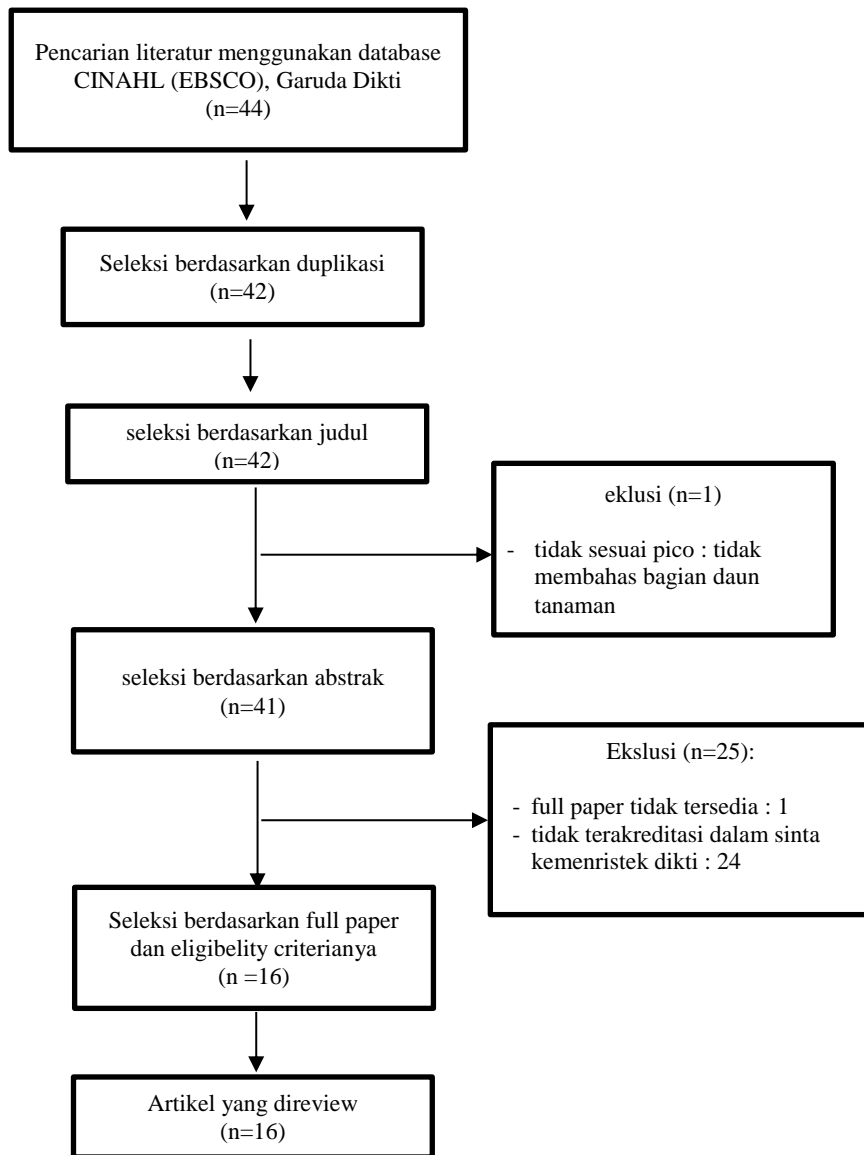 Pencarian literatur menggunakan database
CINAHL (EBSCO), Garuda Dikti
(n=44)
Seleksi berdasarkan duplikasi
(n=42)
seleksi berdasarkan judul
(n=42)
eklusi (n=1)
- tidak sesuai pico : tidak
membahas bagian daun
tanaman
seleksi berdasarkan abstrak
(n=41)
Ekslusi (n=25):
- full paper tidak tersedia : 1
- tidak terakreditasi dalam sinta
kemenristek dikti : 24
Seleksi berdasarkan full paper
dan eligibelity criterianya
(n =16)
Artikel yang direview
(n=16)